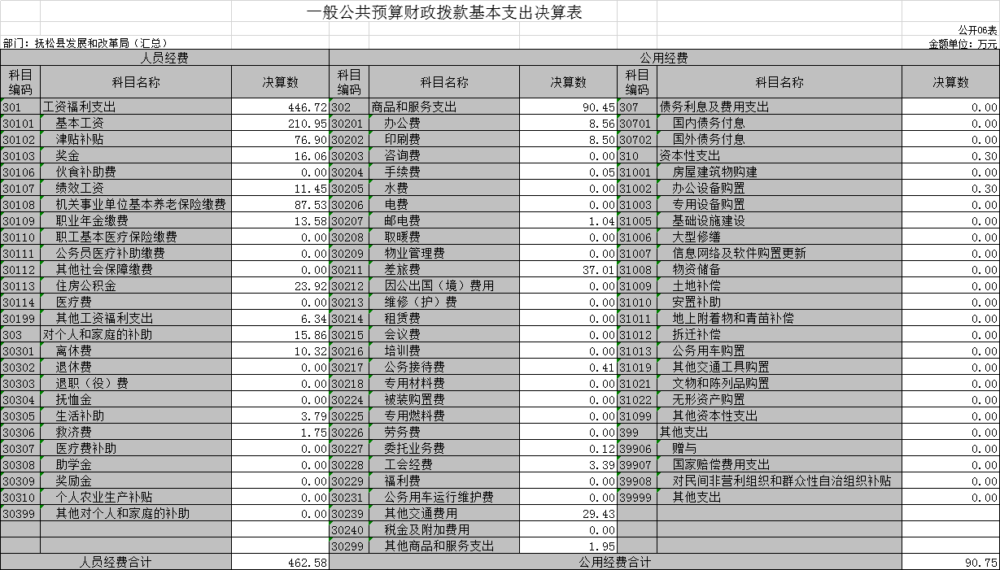 一般公共预算财政拨款基本支出决算表
公开06表
部门：抚松县发展和改革局（汇总） 金额单位：万元
人员经费 公用经费
科目编码 科目名称 决算数 科目编码 科目名称 决算数 科目编码 科目名称 决算数
301 工资福利支出 446.72 302 商品和服务支出 90.45 307 债务利息及费用支出 0.00
30101 基本工资 210.95 30201 办公费 8.56 30701 国内债务付息 0.00
30102 津贴补贴 76.90 30202 印刷费 8.50 30702 国外债务付息 0.00
30103 奖金 16.06 30203 咨询费 0.00 310 资本性支出 0.30
30106 伙食补助费 0.00 30204 手续费 0.05 31001 房屋建筑物购建 0.00
30107 绩效工资 11.45 30205 水费 0.00 31002 办公设备购置 0.30
30108 机关事业单位基本养老保险缴费 87.53 30206 电费 0.00 31003 专用设备购置 0.00
30109 职业年金缴费 13.58 30207 邮电费 1.04 31005 基础设施建设 0.00
30110 职工基本医疗保险缴费 0.00 30208 取暖费 0.00 31006 大型修缮 0.00
30111 公务员医疗补助缴费 0.00 30209 物业管理费 0.00 31007 信息网络及软件购置更新 0.00
30112 其他社会保障缴费 0.00 30211 差旅费 37.01 31008 物资储备 0.00
30113 住房公积金 23.92 30212 因公出国（境）费用 0.00 31009 土地补偿 0.00
30114 医疗费 0.00 30213 维修（护）费 0.00 31010 安置补助 0.00
30199 其他工资福利支出 6.34 30214 租赁费 0.00 31011 地上附着物和青苗补偿 0.00
303 对个人和家庭的补助 15.86 30215 会议费 0.00 31012 拆迁补偿 0.00
30301 离休费 10.32 30216 培训费 0.00 31013 公务用车购置 0.00
30302 退休费 0.00 30217 公务接待费 0.41 31019 其他交通工具购置 0.00
30303 退职（役）费 0.00 30218 专用材料费 0.00 31021 文物和陈列品购置 0.00
30304 抚恤金 0.00 30224 被装购置费 0.00 31022 无形资产购置 0.00
30305 生活补助 3.79 30225 专用燃料费 0.00 31099 其他资本性支出 0.00
30306 救济费 1.75 30226 劳务费 0.00 399 其他支出 0.00
30307 医疗费补助 0.00 30227 委托业务费 0.12 39906 赠与 0.00
30308 助学金 0.00 30228 工会经费 3.39 39907 国家赔偿费用支出 0.00
30309 奖励金 0.00 30229 福利费 0.00 39908 对民间非营利组织和群众性自治组织补贴 0.00
30310 个人农业生产补贴 0.00 30231 公务用车运行维护费 0.00 39999 其他支出 0.00
30399 其他对个人和家庭的补助 0.00 30239 其他交通费用 29.43
30240 税金及附加费用 0.00
30299 其他商品和服务支出 1.95
人员经费合计 462.58 公用经费合计 90.75